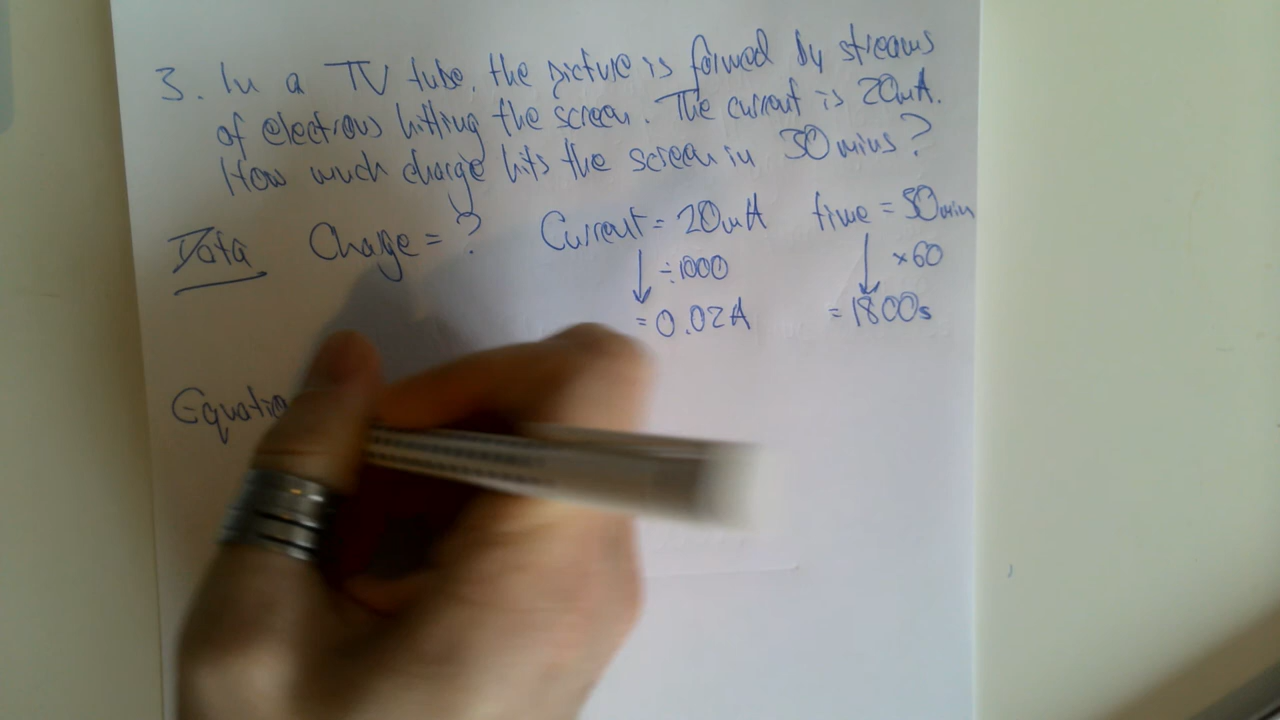 3. In a TV tube, the picture is formed by streams
of electrons hitting the screen. The current is 20mA.
How much charge hits the screen in 30 mins?
Data Charge = ? Current = 20mA time = 30min
÷1000 ×60
= 0.02A = 1800s
Equation